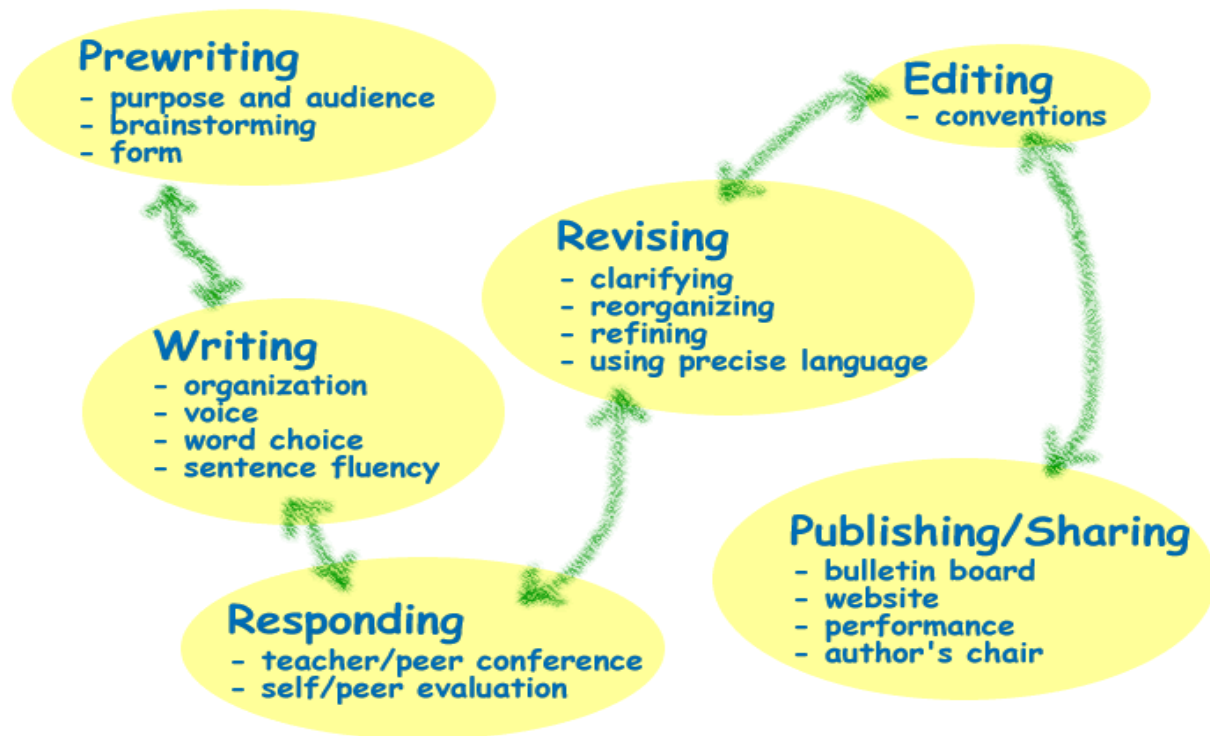 Prewriting
- purpose and audience
- brainstorming
- form
Writing
- organization
- voice
- word choice
- sentence fluency
Responding
- teacher/peer conference
- self/peer evaluation
Revising
- clarifying
- reorganizing
- refining
- using precise language
Editing
- conventions
Publishing/Sharing
- bulletin board
- website
- performance
- author's chair